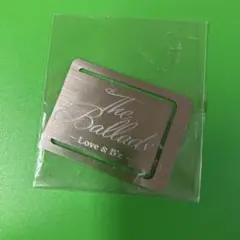 The
Ballads
~Love & B'z~